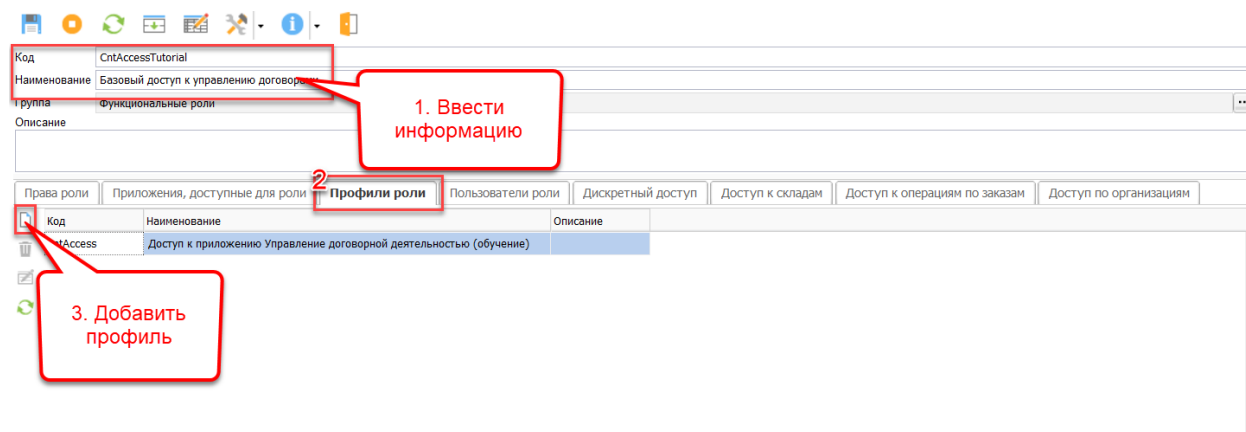 Код CntAccessTutorial
Наименование Базовый доступ к управлению договорами
Группа Функциональные роли
Описание
1. Ввести
информацию
2
Права роли Приложения, доступные для роли Профили роли Пользователи роли Дискретный доступ Доступ к складам Доступ к операциям по заказам Доступ по организациям
Код Наименование Описание
CntAccess Доступ к приложению Управление договорной деятельностью (обучение)
3. Добавить
профиль